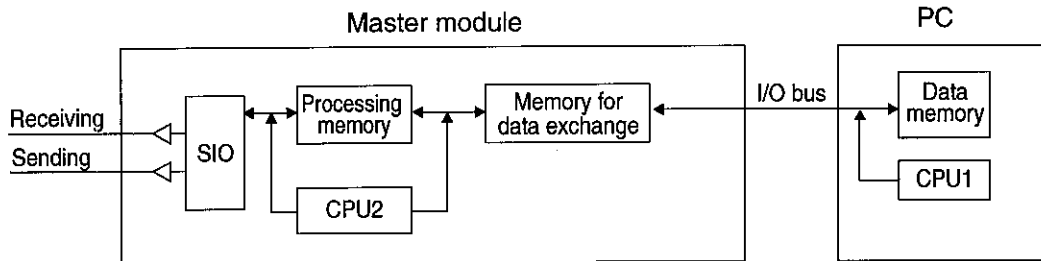 Master module
PC
Receiving
Sending
SIO
Processing
memory
CPU2
Memory for
data exchange
I/O bus
Data
memory
CPU1